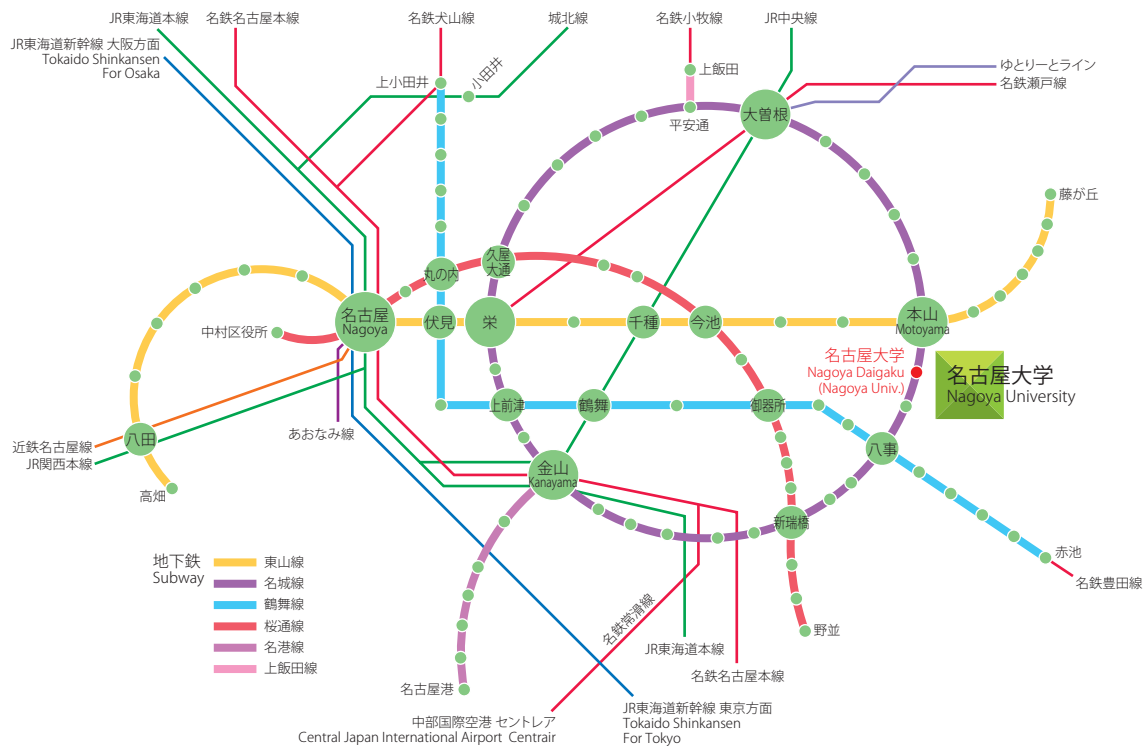 JR東海道本線
名鉄名古屋本線
名鉄犬山線
城北線
名鉄小牧線
JR中央線
JR東海道新幹線 大阪方面
Tokaido Shinkansen
For Osaka
上小田井
小田井
上飯田
ゆとりーとライン
名鉄瀬戸線
平安通
大曽根
藤が丘
久屋
大通
丸の内
名古屋
Nagoya
伏見
栄
千種
今池
本山
Motoyama
中村区役所
名古屋大学
Nagoya Daigaku
(Nagoya Univ.)
名古屋大学
Nagoya University
上前津
鶴舞
御器所
あおなみ線
八田
近鉄名古屋線
JR関西本線
八事
金山
Kanayama
高畑
新瑞橋
赤池
名鉄豊田線
地下鉄
Subway
東山線
名城線
鶴舞線
桜通線
名港線
上飯田線
名鉄常滑線
野並
JR東海道本線
名鉄名古屋本線
名古屋港
中部国際空港 セントレア
Central Japan International Airport Centrair
JR東海道新幹線 東京方面
Tokaido Shinkansen
For Tokyo